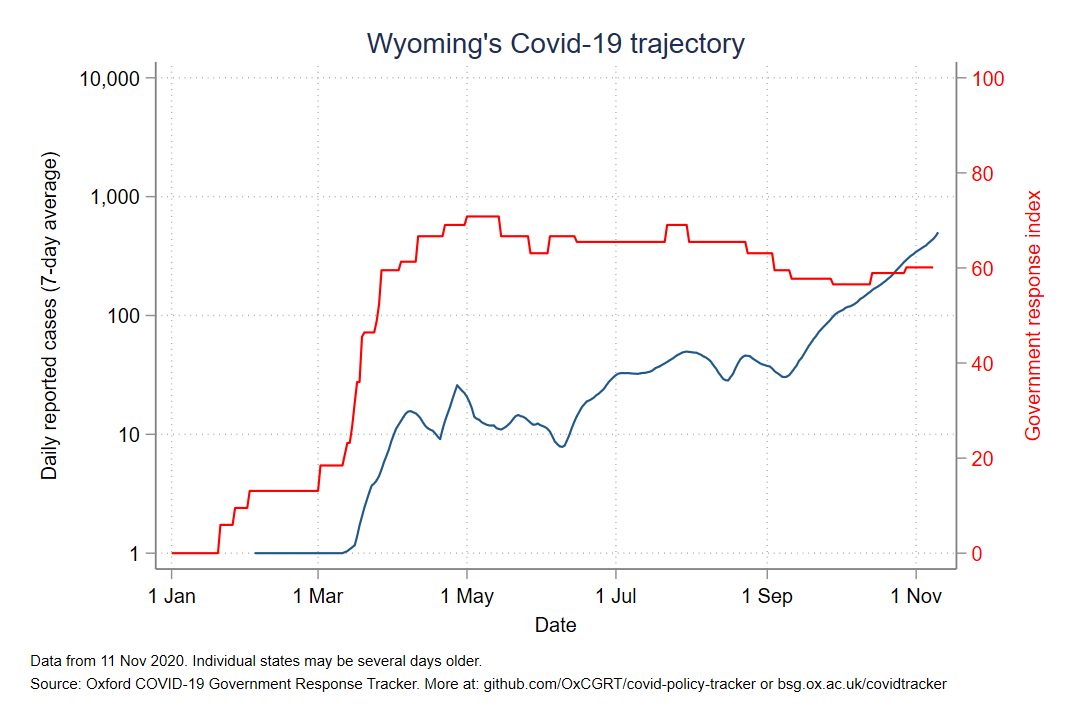 Wyoming's Covid-19 trajectory
10,000
1,000
100
10
1
Daily reported cases (7-day average)
100
80
60
40
20
0
Government response index
1 Jan
1 Mar
1 May
1 Jul
1 Sep
1 Nov
Date
Data from 11 Nov 2020. Individual states may be several days older.
Source: Oxford COVID-19 Government Response Tracker. More at: github.com/OxCGRT/covid-policy-tracker or bsg.ox.ac.uk/covidtracker